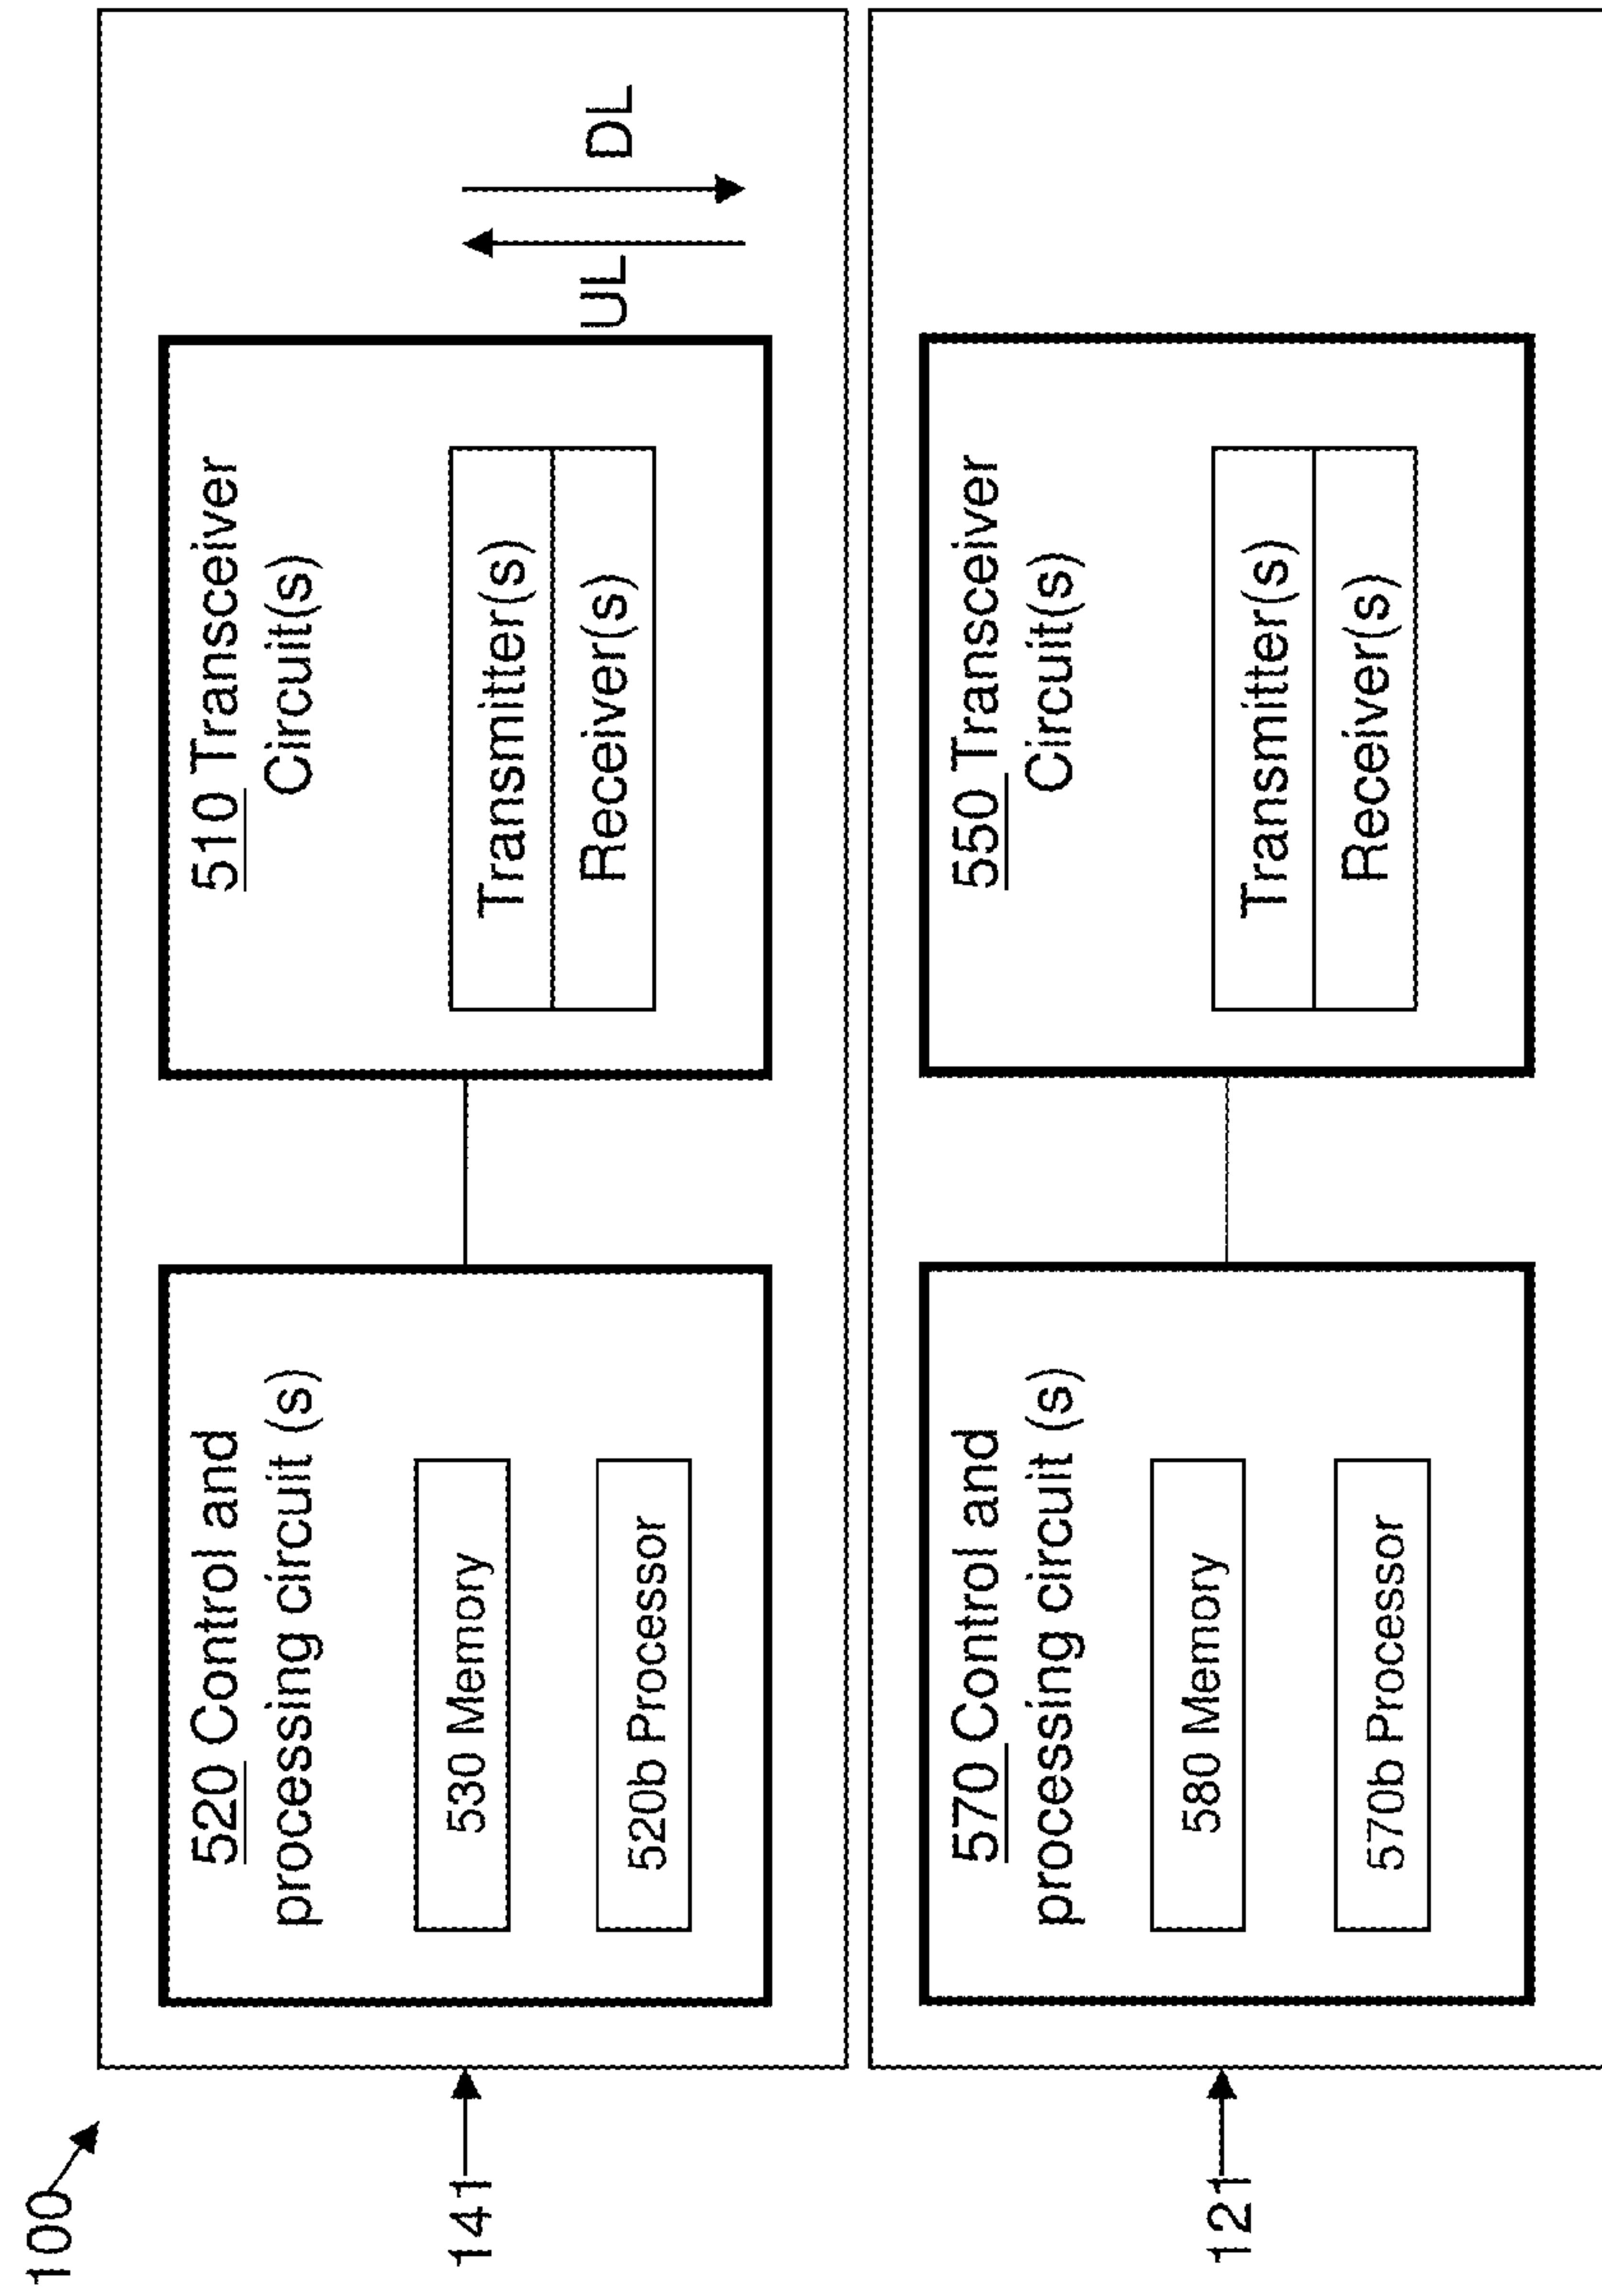 100
141
520 Control and
processing circuit (s)
530 Memory
520b Processor
510 Transceiver
Circuit(s)
Transmitter(s)
Receiver(s)
UL
DL
121
570 Control and
processing circuit (s)
580 Memory
570b Processor
550 Transceiver
Circuit(s)
Transmitter(s)
Receiver(s)